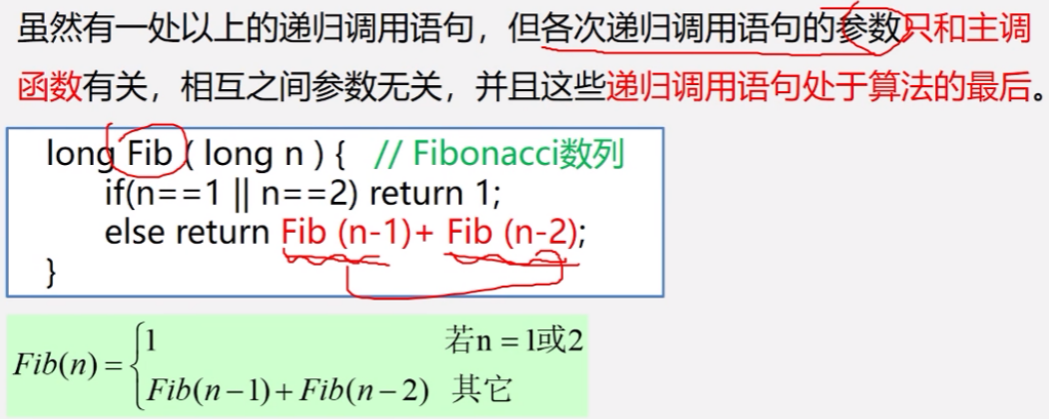 虽然有一处以上的递归调用语句，但各次递归调用语句的参数只和主调
函数有关，相互之间参数无关，并且这些递归调用语句处于算法的最后。
long Fib ( long n ) { // Fibonacci数列
if(n==1 || n==2) return 1;
else return Fib (n-1)+ Fib (n-2);
}
1 若n = 1或2
Fib(n) =
Fib(n−1)+ Fib(n−2) 其它